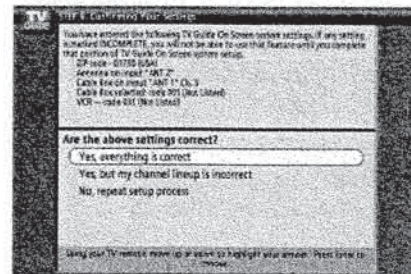 TV
STEP 8: Confirming Your Settings
You have entered the following TV Guide On Screen system settings. If any setting
is marked INCOMPLETE, you will not be able to use that feature until you complete
that portion of TV Guide On Screen system setup.
ZIP code - 01730 (USA)
Antenna on input "ANT 2"
Cable Box on input "ANT 1" Ch. 3
Cable Box selected: code 001 (Not Listed)
VCR — code 031 (Not Listed)
Are the above settings correct?
Yes, everything is correct
Yes, but my channel lineup is incorrect
No, repeat setup process
Using your TV remote, move up or down to highlight your answer. Press Enter to